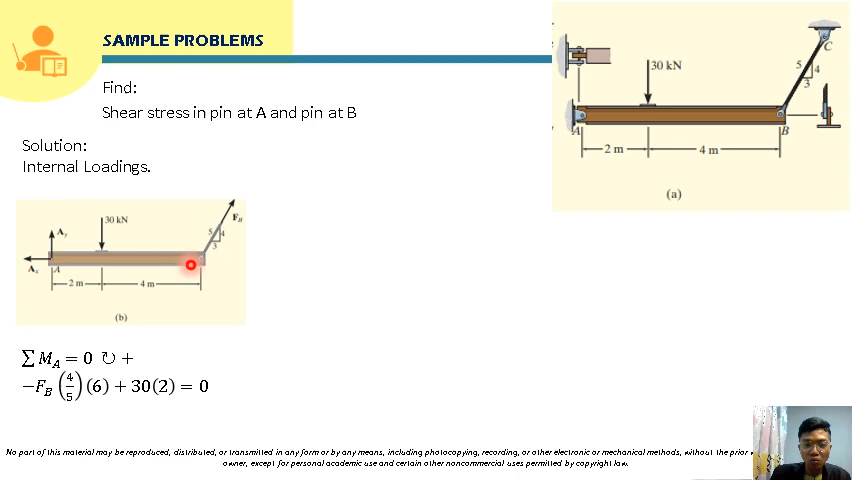 SAMPLE PROBLEMS
Find:
Shear stress in pin at A and pin at B
Solution:
Internal Loadings.
30 kN
C
5
4
3
A
B
2 m
4 m
(a)
30 kN
F_B
A_y
5
4
3
A_x
A
2 m
4 m
(b)
∑ M_A = 0 ↻ +
−F_B (4/5) (6) + 30(2) = 0
No part of this material may be reproduced, distributed, or transmitted in any form or by any means, including photocopying, recording, or other electronic or mechanical methods, without the prior
owner, except for personal academic use and certain other noncommercial uses permitted by copyright law.